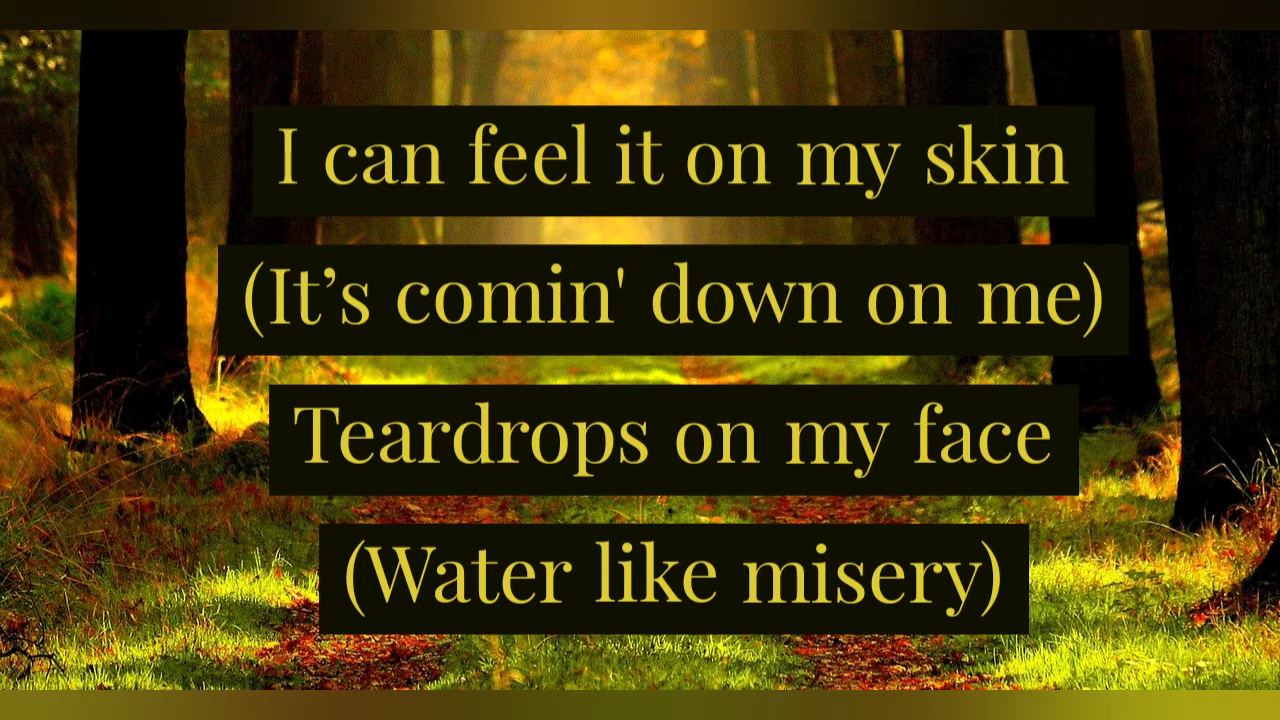 I can feel it on my skin
(It’s comin' down on me)
Teardrops on my face
(Water like misery)